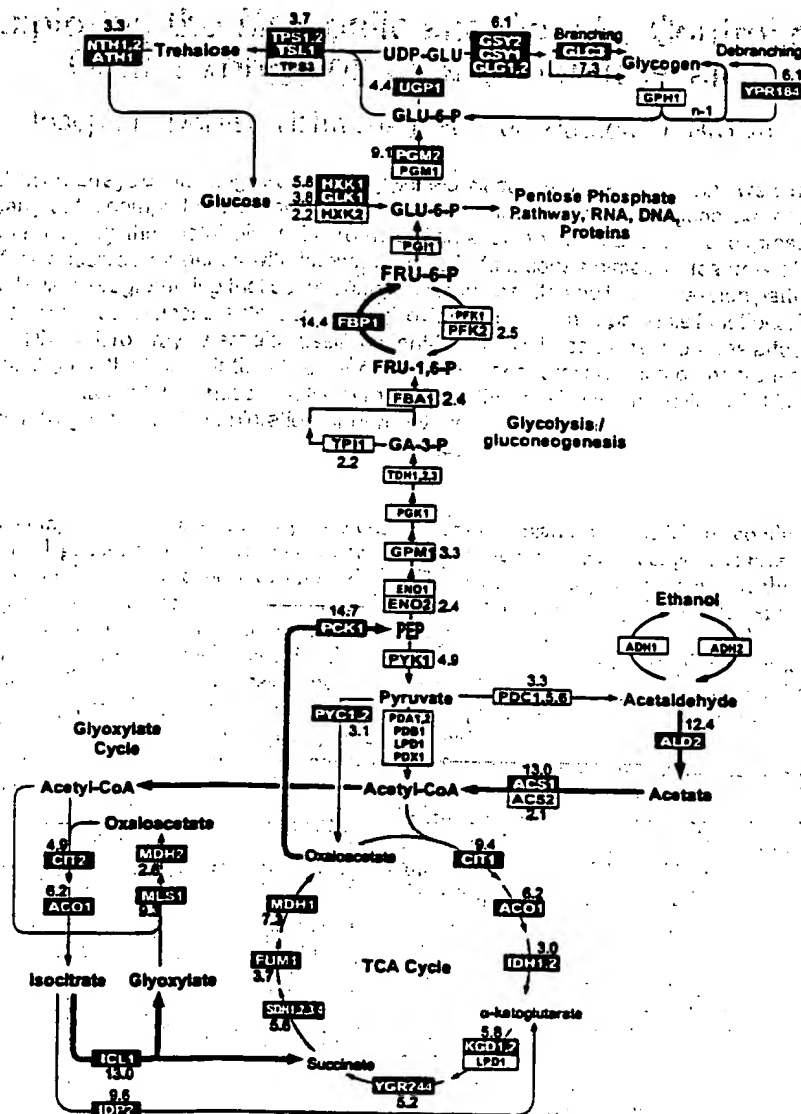 3.3
NTH1,2
ATH1
Trehalose
3.7
TPS1,2
TSL1
TPS3
UDP-GLU
6.1
GSY2
GSY1
GLG1,2
Branching
GLC3
7.3
Glycogen
Debranching
6.1
YPR184
GPH1
n-1
4.4
UGP1
GLU-6-P
9.1
PGM2
PGM1
Glucose
5.8
HXK1
3.8
GLK1
2.2
HXK2
GLU-6-P
Pentose Phosphate
Pathway, RNA, DNA,
Proteins
PGI1
FRU-6-P
14.4
FBP1
PFK1
PFK2
2.5
FRU-1,6-P
FBA1
2.4
Glycolysis/
gluconeogenesis
TPI1
2.2
GA-3-P
TDH1,2,3
PGK1
GPM1
3.3
ENO1
ENO2
2.4
14.7
PCK1
PEP
Ethanol
ADH1
ADH2
PYK1
4.9
Pyruvate
3.3
PDC1,5,6
Acetaldehyde
PYC1,2
3.1
PDA1,2
PDB1
LPD1
PDX1
12.4
ALD2
Glyoxylate
Cycle
Acetyl-CoA
Acetyl-CoA
13.0
ACS1
ACS2
2.1
Acetate
Oxaloacetate
4.9
CIT2
MDH2
2.6
6.2
ACO1
MLS1
Oxaloacetate
9.4
CIT1
MDH1
6.2
ACO1
Isocitrate
Glyoxylate
FUM1
3.7
TCA Cycle
3.0
IDH1,2
SDH1,2,3,4
α-ketoglutarate
5.8
KGD1,2
LPD1
ICL1
13.0
Succinate
YGR244
5.2
9.6
IDP2